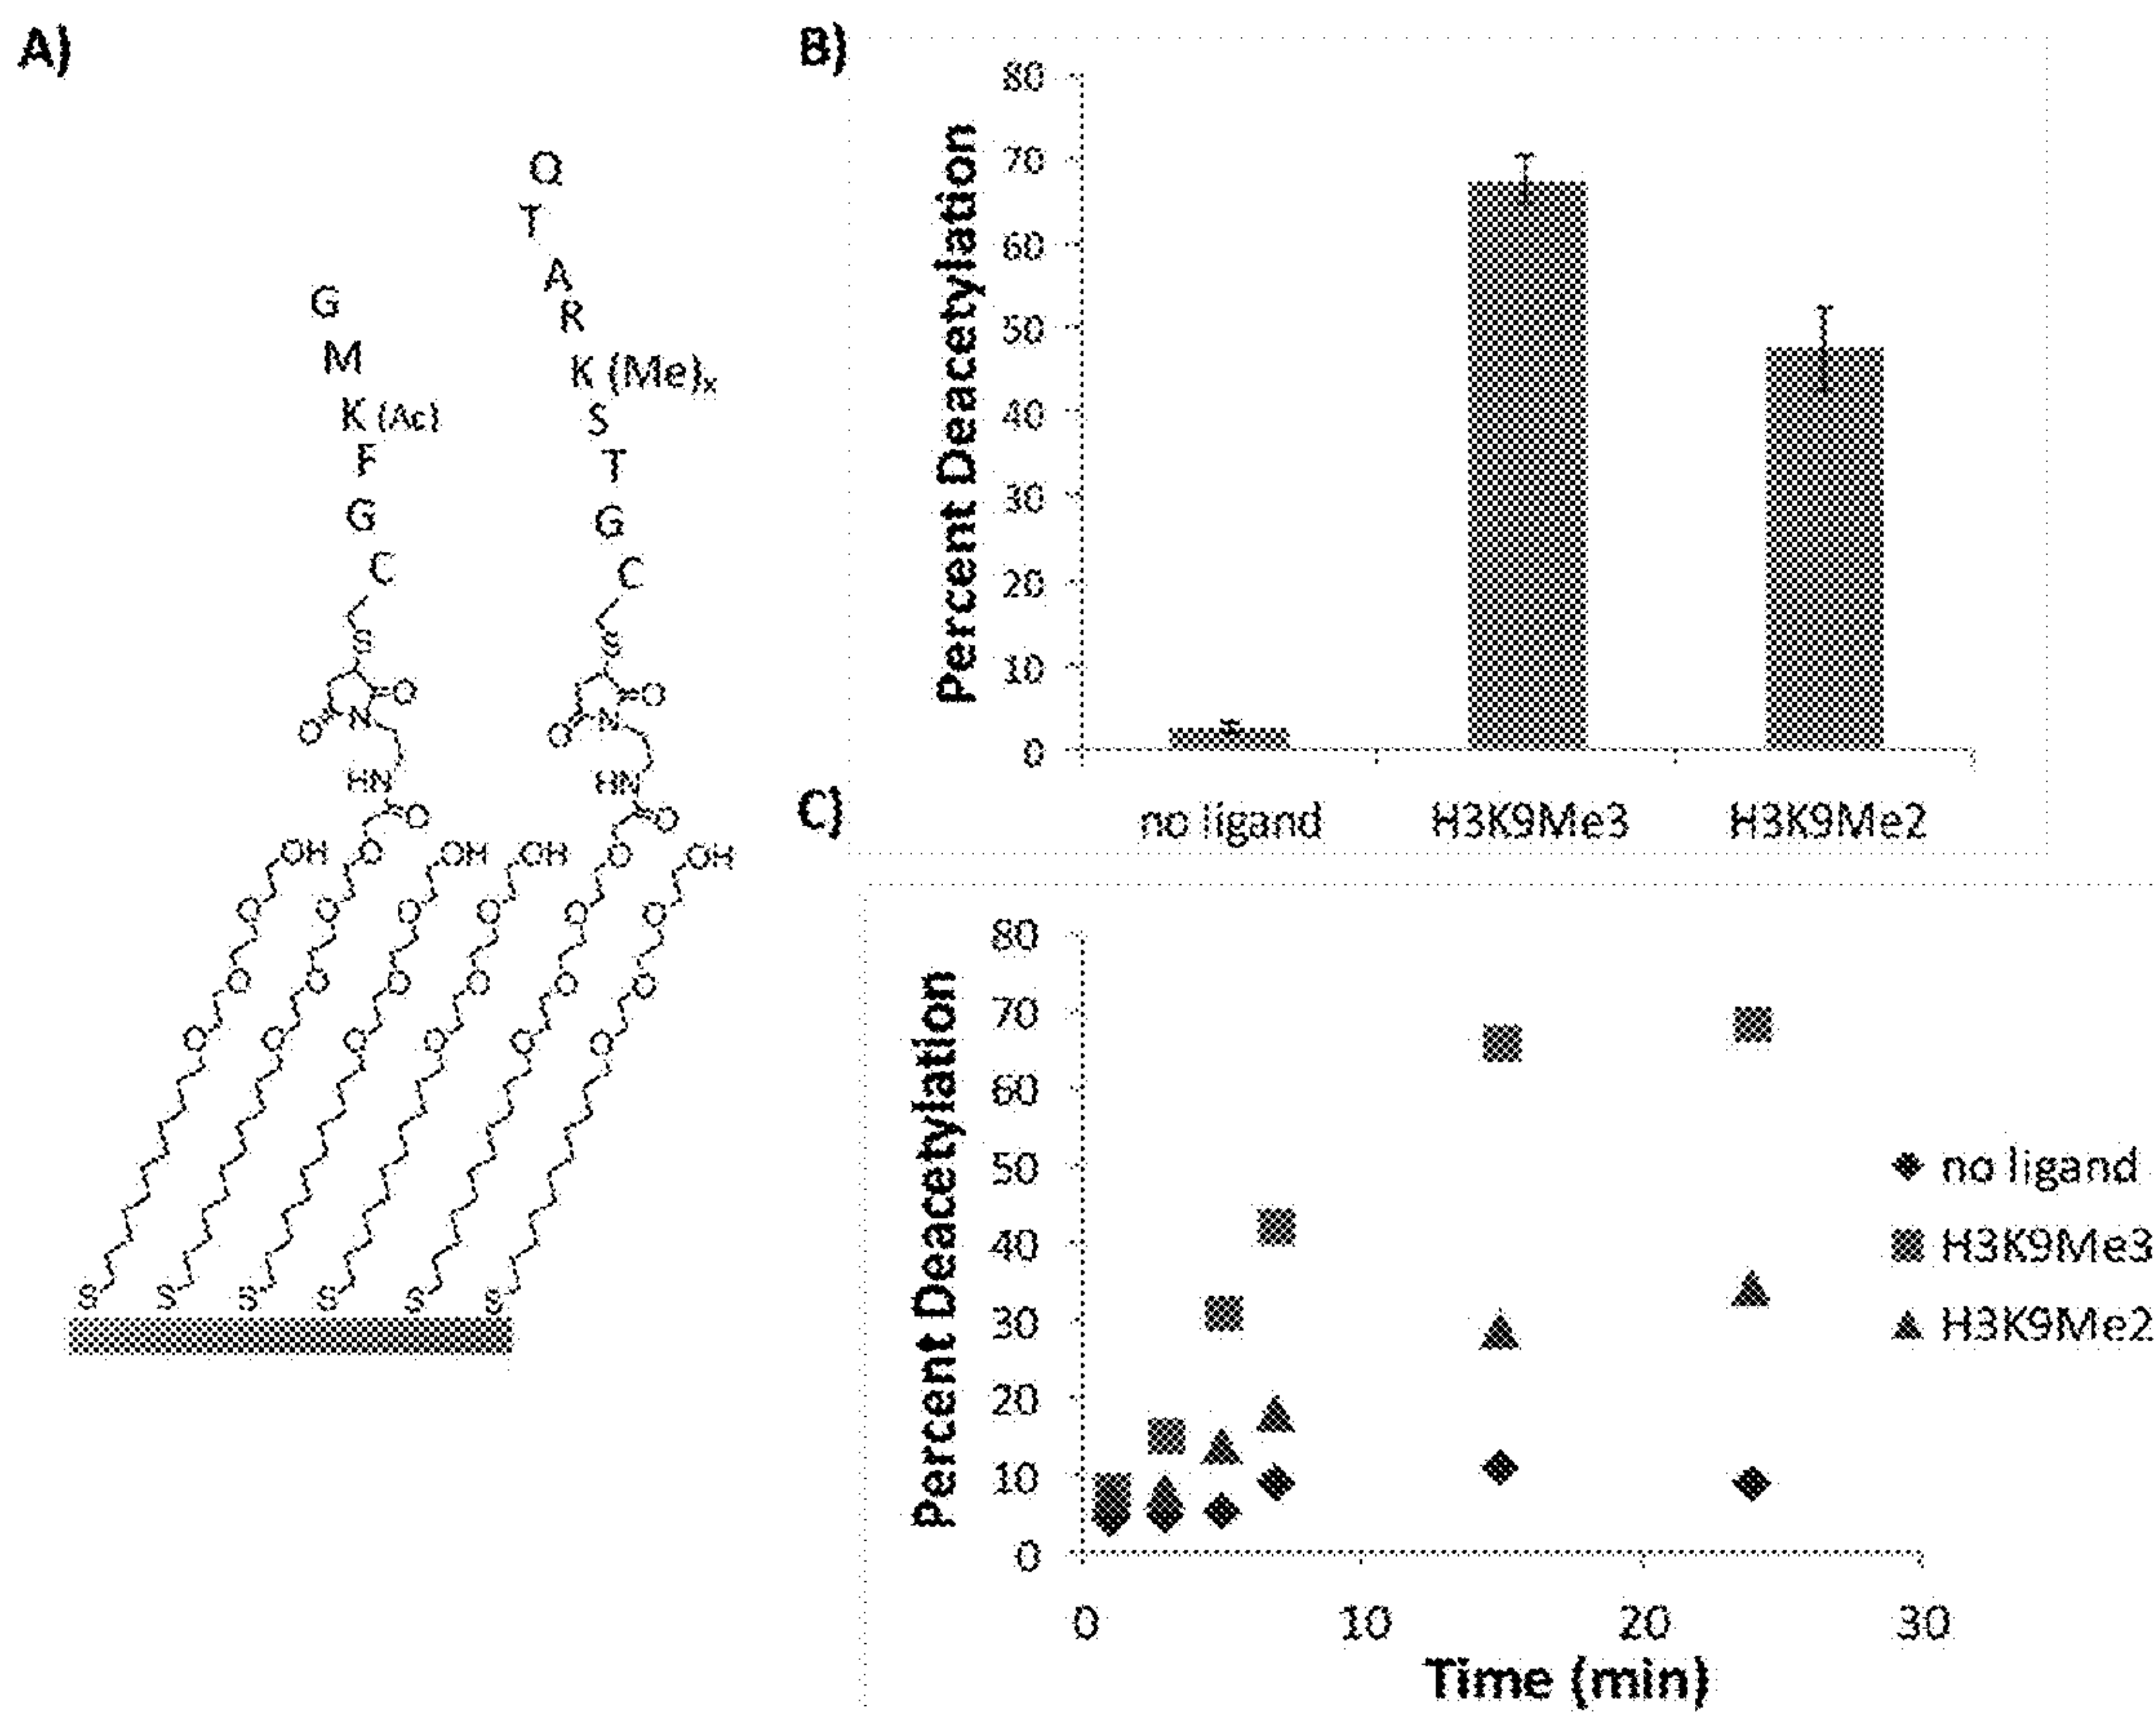 A)
Q
T
A
R
K (Me)x
S
T
G
C
S
O
N
O
HN
O
O
G
M
K (Ac)
F
G
C
S
O
N
O
HN
O
O
OH
OH
OH
OH
O O O O O O
O O O O O O
O O O O O O
S S S S S S
B)
Percent Deacetylation
80
70
60
50
40
30
20
10
0
no ligand H3K9Me3 H3K9Me2
C)
Percent Deacetylation
80
70
60
50
40
30
20
10
0
0 10 20 30
Time (min)
no ligand
H3K9Me3
H3K9Me2